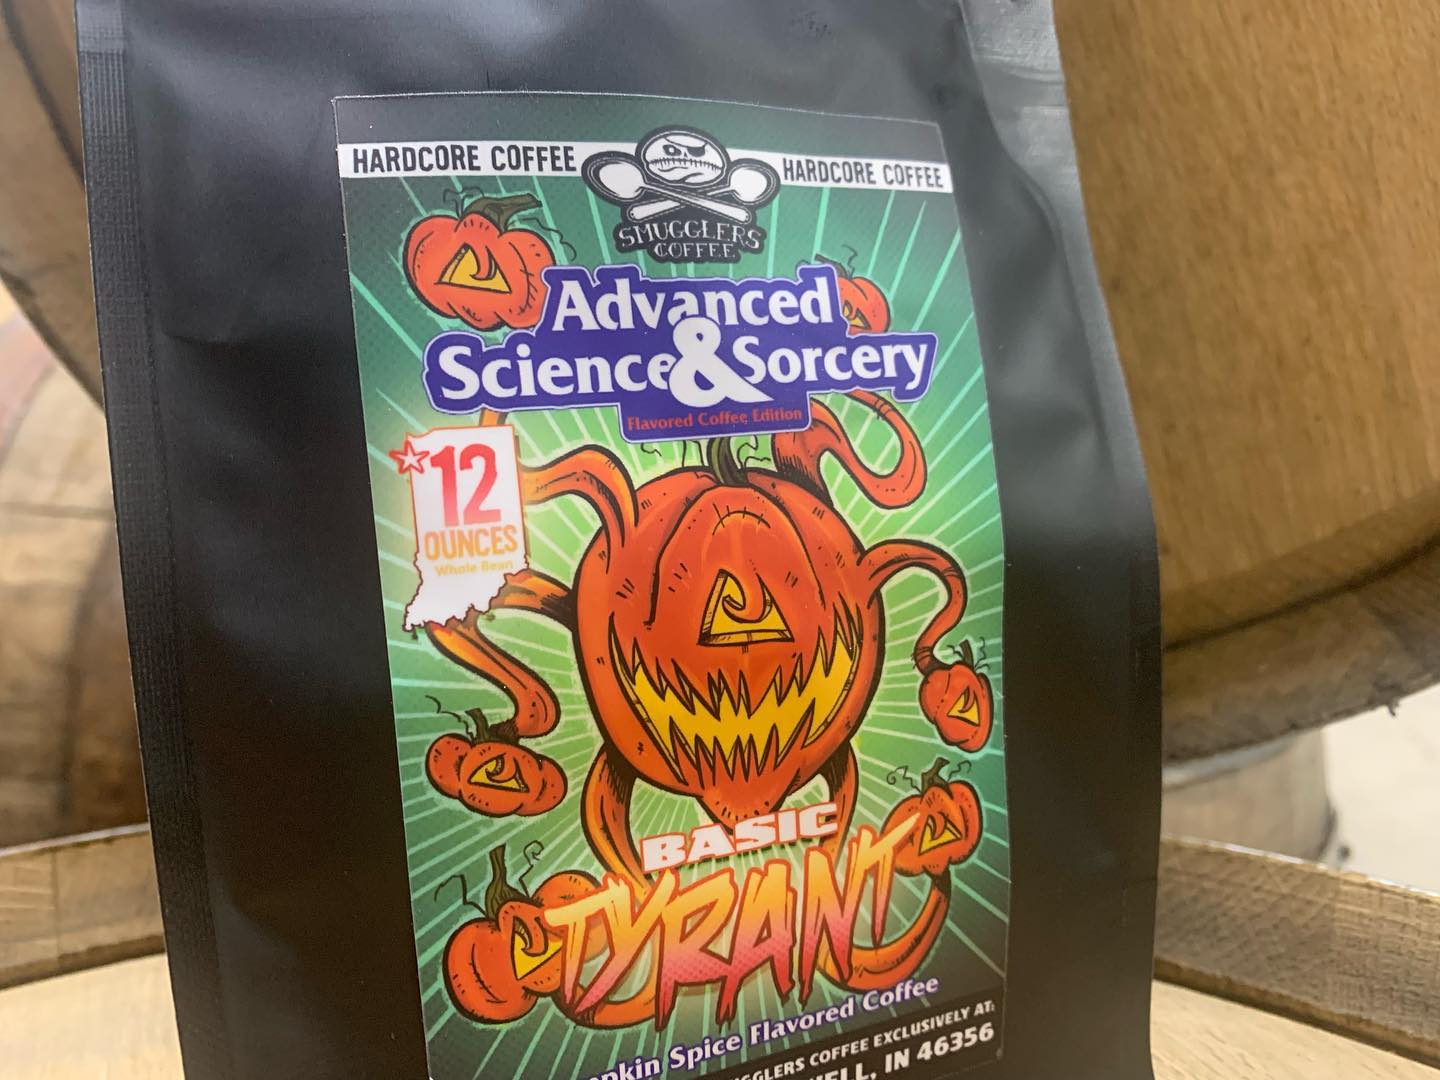 HARDCORE COFFEE
HARDCORE COFFEE
SMUGGLERS
COFFEE
Advanced
Science & Sorcery
Flavored Coffee Edition
12
OUNCES
Whole Bean
BASIC
TYRANT
Spice Flavored Coffee
COFFEE EXCLUSIVELY AT:
IN 46356